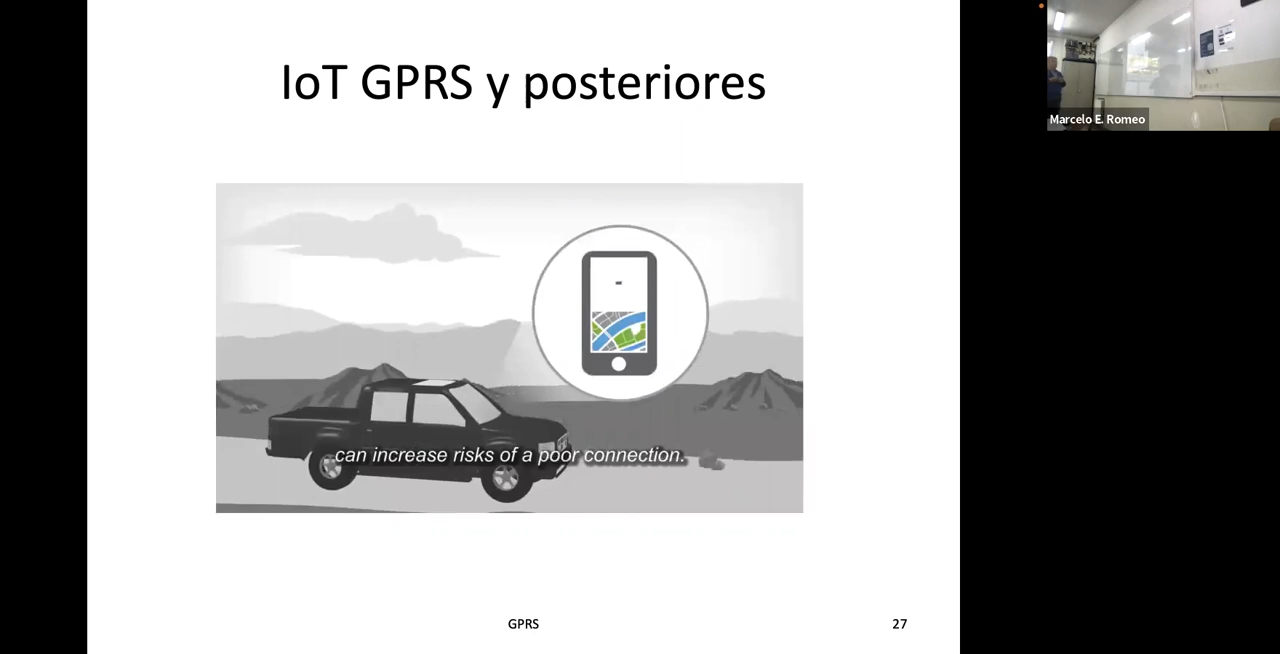 IoT GPRS y posteriores
can increase risks of a poor connection.
GPRS
27
Marcelo E. Romeo